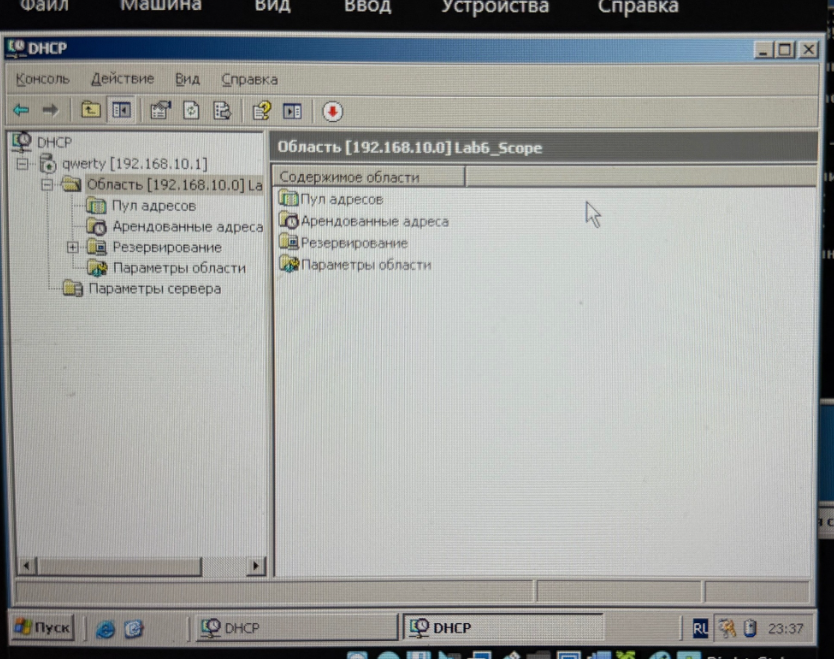 Файл Машина Вид Ввод Устройства Справка
DHCP
Консоль Действие Вид Справка
DHCP
qwerty [192.168.10.1]
Область [192.168.10.0] La
Пул адресов
Арендованные адреса
Резервирование
Параметры области
Параметры сервера
Область [192.168.10.0] Lab6_Scope
Содержимое области
Пул адресов
Арендованные адреса
Резервирование
Параметры области
Пуск DHCP DHCP RU 23:37